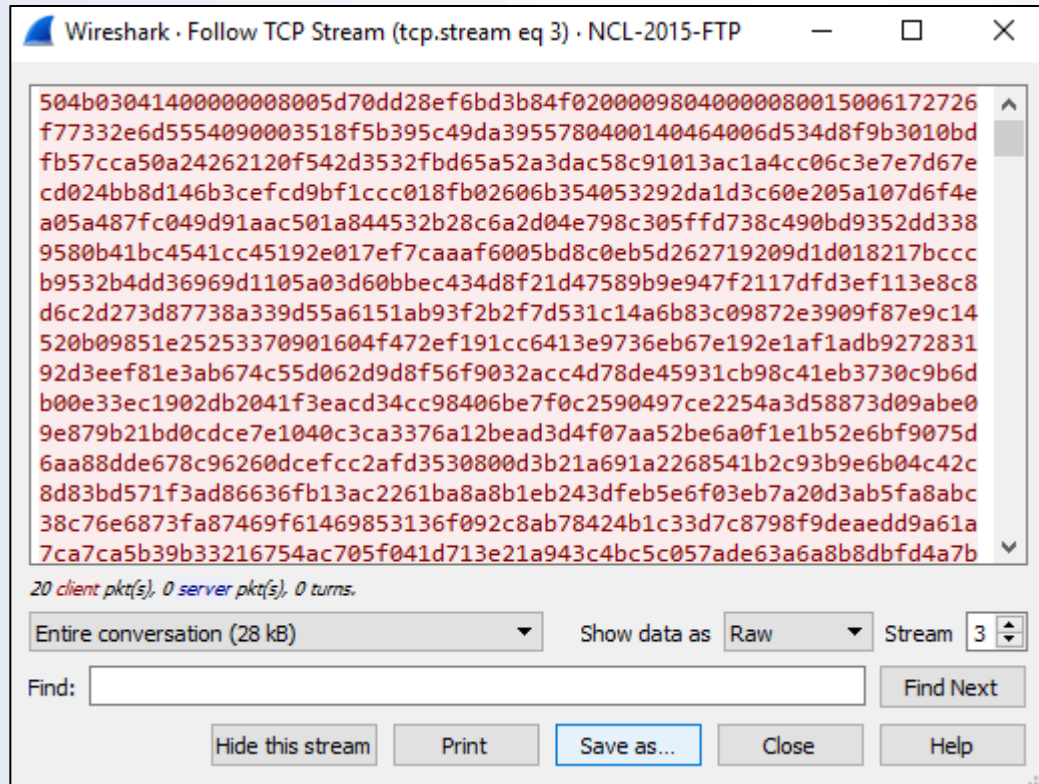 Wireshark · Follow TCP Stream (tcp.stream eq 3) · NCL-2015-FTP
504b03041400000008005d70dd28ef6bd3b84f02000098040000080015006172726
f77332e6d5554090003518f5b395c49da3955780400140464006d534d8f9b3010bd
fb57cca50a24262120f542d3532fbd65a52a3dac58c91013ac1a4cc06c3e7e7d67e
cd024bb8d146b3cefcd9bf1ccc018fb02606b354053292da1d3c60e205a107d6f4e
a05a487fc049d91aac501a844532b28c6a2d04e798c305ffd738c490bd9352dd338
9580b41bc4541cc45192e017ef7caaaf6005bd8c0eb5d262719209d1d018217bccc
b9532b4dd36969d1105a03d60bbec434d8f21d47589b9e947f2117dfd3ef113e8c8
d6c2d273d87738a339d55a6151ab93f2b2f7d531c14a6b83c09872e3909f87e9c14
520b09851e25253370901604f472ef191cc6413e9736eb67e192e1af1adb9272831
92d3eef81e3ab674c55d062d9d8f56f9032acc4d78de45931cb98c41eb3730c9b6d
b00e33ec1902db2041f3eacd34cc98406be7f0c2590497ce2254a3d58873d09abe0
9e879b21bd0cdce7e1040c3ca3376a12bead3d4f07aa52be6a0f1e1b52e6bf9075d
6aa88dde678c96260dcefcc2afd3530800d3b21a691a2268541b2c93b9e6b04c42c
8d83bd571f3ad86636fb13ac2261ba8a8b1eb243dfeb5e6f03eb7a20d3ab5fa8abc
38c76e6873fa87469f61469853136f092c8ab78424b1c33d7c8798f9deaedd9a61a
7ca7ca5b39b33216754ac705f041d713e21a943c4bc5c057ade63a6a8b8dbfd4a7b
20 client pkt(s), 0 server pkt(s), 0 turns.
Entire conversation (28 kB) Show data as Raw Stream 3
Find: Find Next
Hide this stream Print Save as... Close Help